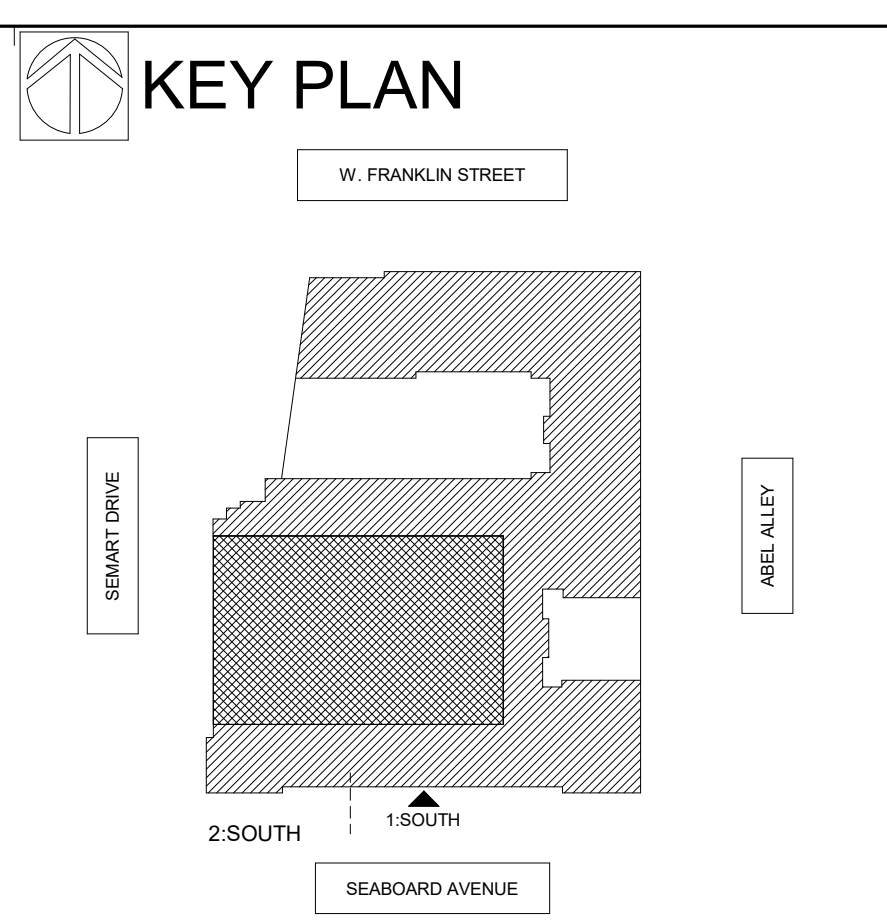 KEY PLAN
W. FRANKLIN STREET
SEMART DRIVE
ABEL ALLEY
2:SOUTH
1:SOUTH
SEABOARD AVENUE